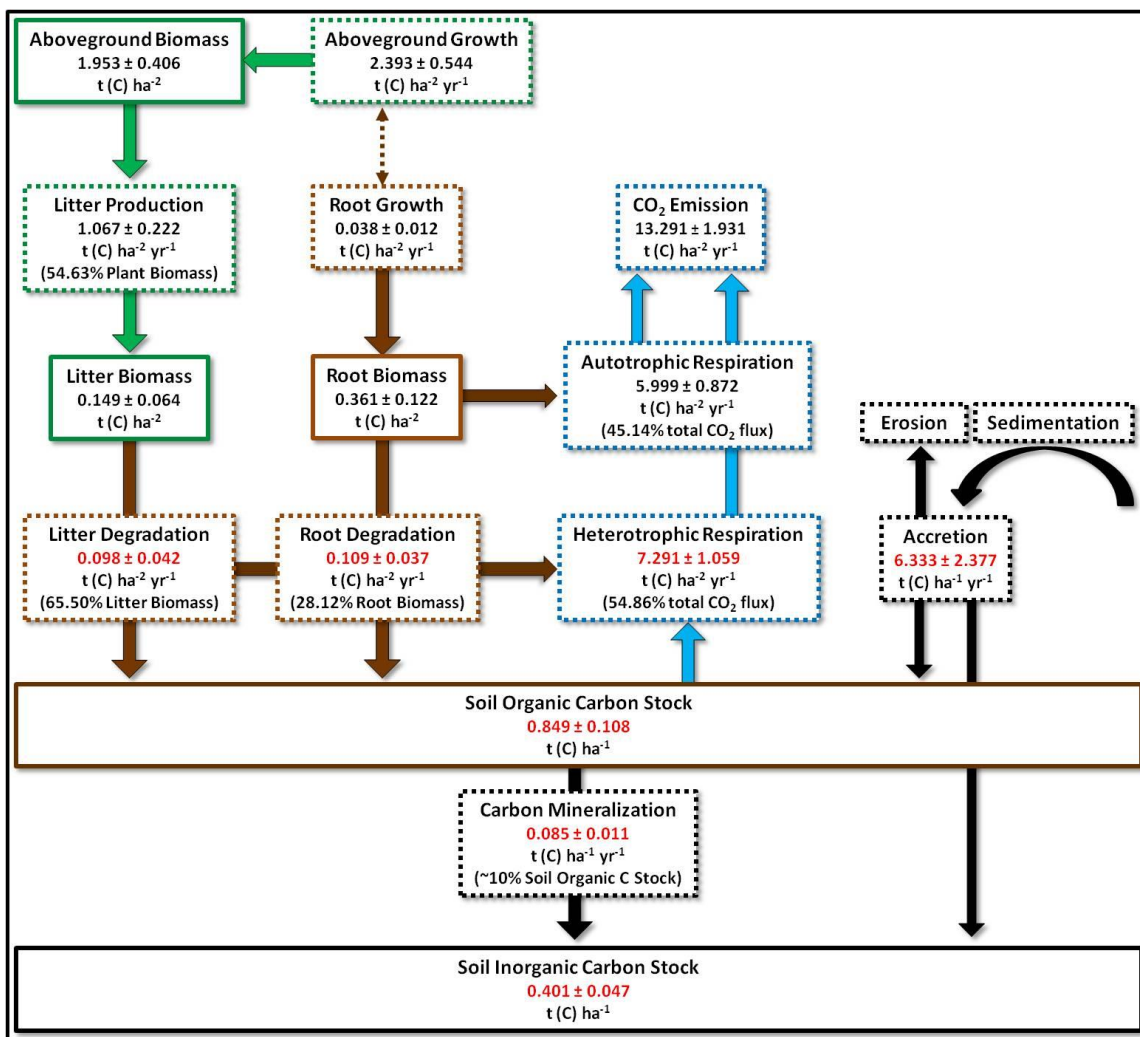 Aboveground Biomass
1.953 ± 0.406
t (C) ha⁻²
Aboveground Growth
2.393 ± 0.544
t (C) ha⁻² yr⁻¹
Litter Production
1.067 ± 0.222
t (C) ha⁻² yr⁻¹
(54.63% Plant Biomass)
Root Growth
0.038 ± 0.012
t (C) ha⁻² yr⁻¹
CO₂ Emission
13.291 ± 1.931
t (C) ha⁻² yr⁻¹
Litter Biomass
0.149 ± 0.064
t (C) ha⁻²
Root Biomass
0.361 ± 0.122
t (C) ha⁻²
Autotrophic Respiration
5.999 ± 0.872
t (C) ha⁻² yr⁻¹
(45.14% total CO₂ flux)
Erosion
Sedimentation
Litter Degradation
0.098 ± 0.042
t (C) ha⁻² yr⁻¹
(65.50% Litter Biomass)
Root Degradation
0.109 ± 0.037
t (C) ha⁻² yr⁻¹
(28.12% Root Biomass)
Heterotrophic Respiration
7.291 ± 1.059
t (C) ha⁻² yr⁻¹
(54.86% total CO₂ flux)
Accretion
6.333 ± 2.377
t (C) ha⁻¹ yr⁻¹
Soil Organic Carbon Stock
0.849 ± 0.108
t (C) ha⁻¹
Carbon Mineralization
0.085 ± 0.011
t (C) ha⁻¹ yr⁻¹
(~10% Soil Organic C Stock)
Soil Inorganic Carbon Stock
0.401 ± 0.047
t (C) ha⁻¹